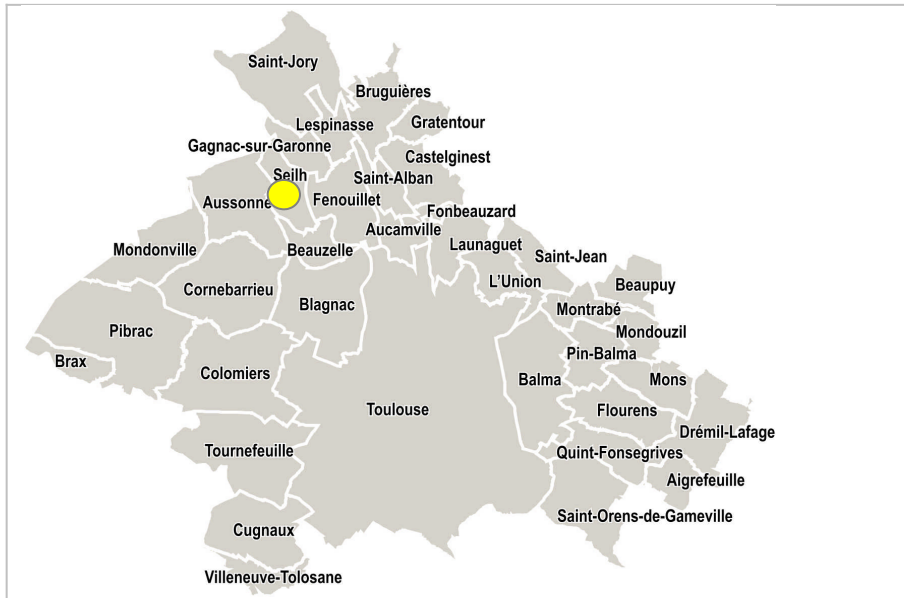 Saint-Jory
Bruguières
Lespinasse
Gratentour
Gagnac-sur-Garonne
Castelginest
Seilh
Saint-Alban
Aussonne
Fenouillet
Fonbeauzard
Aucamville
Launaguet
Mondonville
Beauzelle
Saint-Jean
L'Union
Beaupuy
Cornebarrieu
Blagnac
Montrabé
Pibrac
Mondouzil
Pin-Balma
Brax
Colomiers
Balma
Mons
Toulouse
Flourens
Drémil-Lafage
Tournefeuille
Quint-Fonsegrives
Aigrefeuille
Saint-Orens-de-Gameville
Cugnaux
Villeneuve-Tolosane